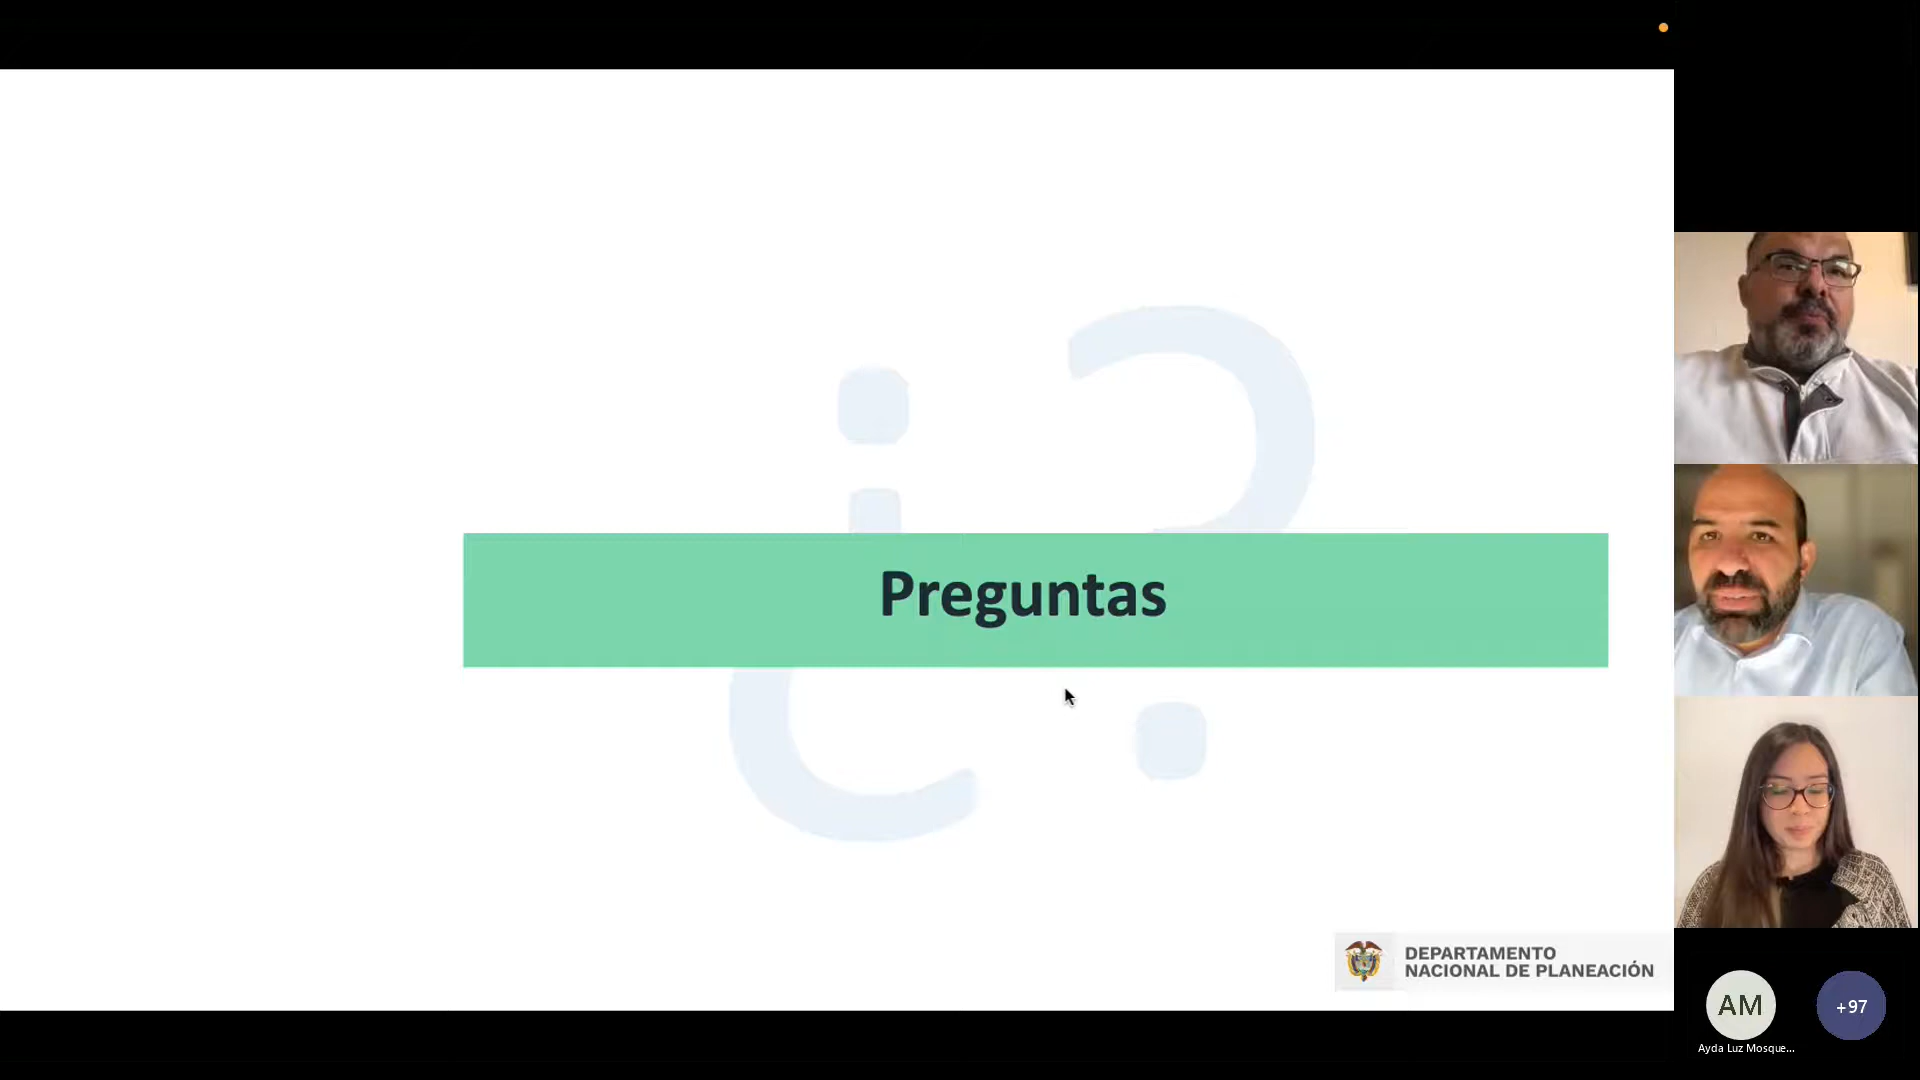 ¿?
Preguntas
DEPARTAMENTO
NACIONAL DE PLANEACIÓN
AM
+97
Ayda Luz Mosque...